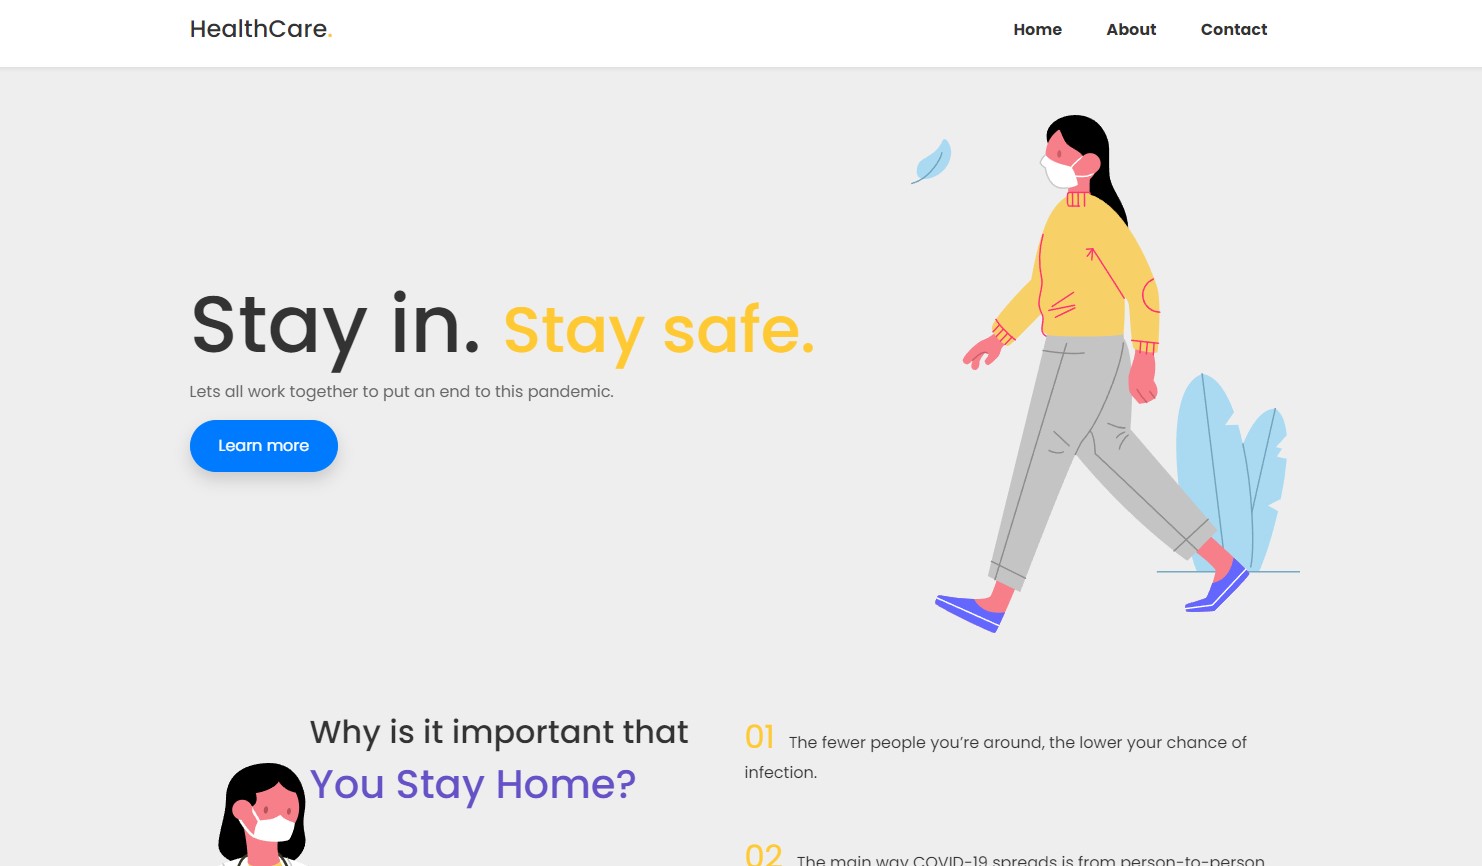 HealthCare.
Home About Contact
Stay in. Stay safe.
Lets all work together to put an end to this pandemic.
Learn more
Why is it important that
You Stay Home?
01 The fewer people you’re around, the lower your chance of
infection.
02 The main way COVID-19 spreads is from person-to-person